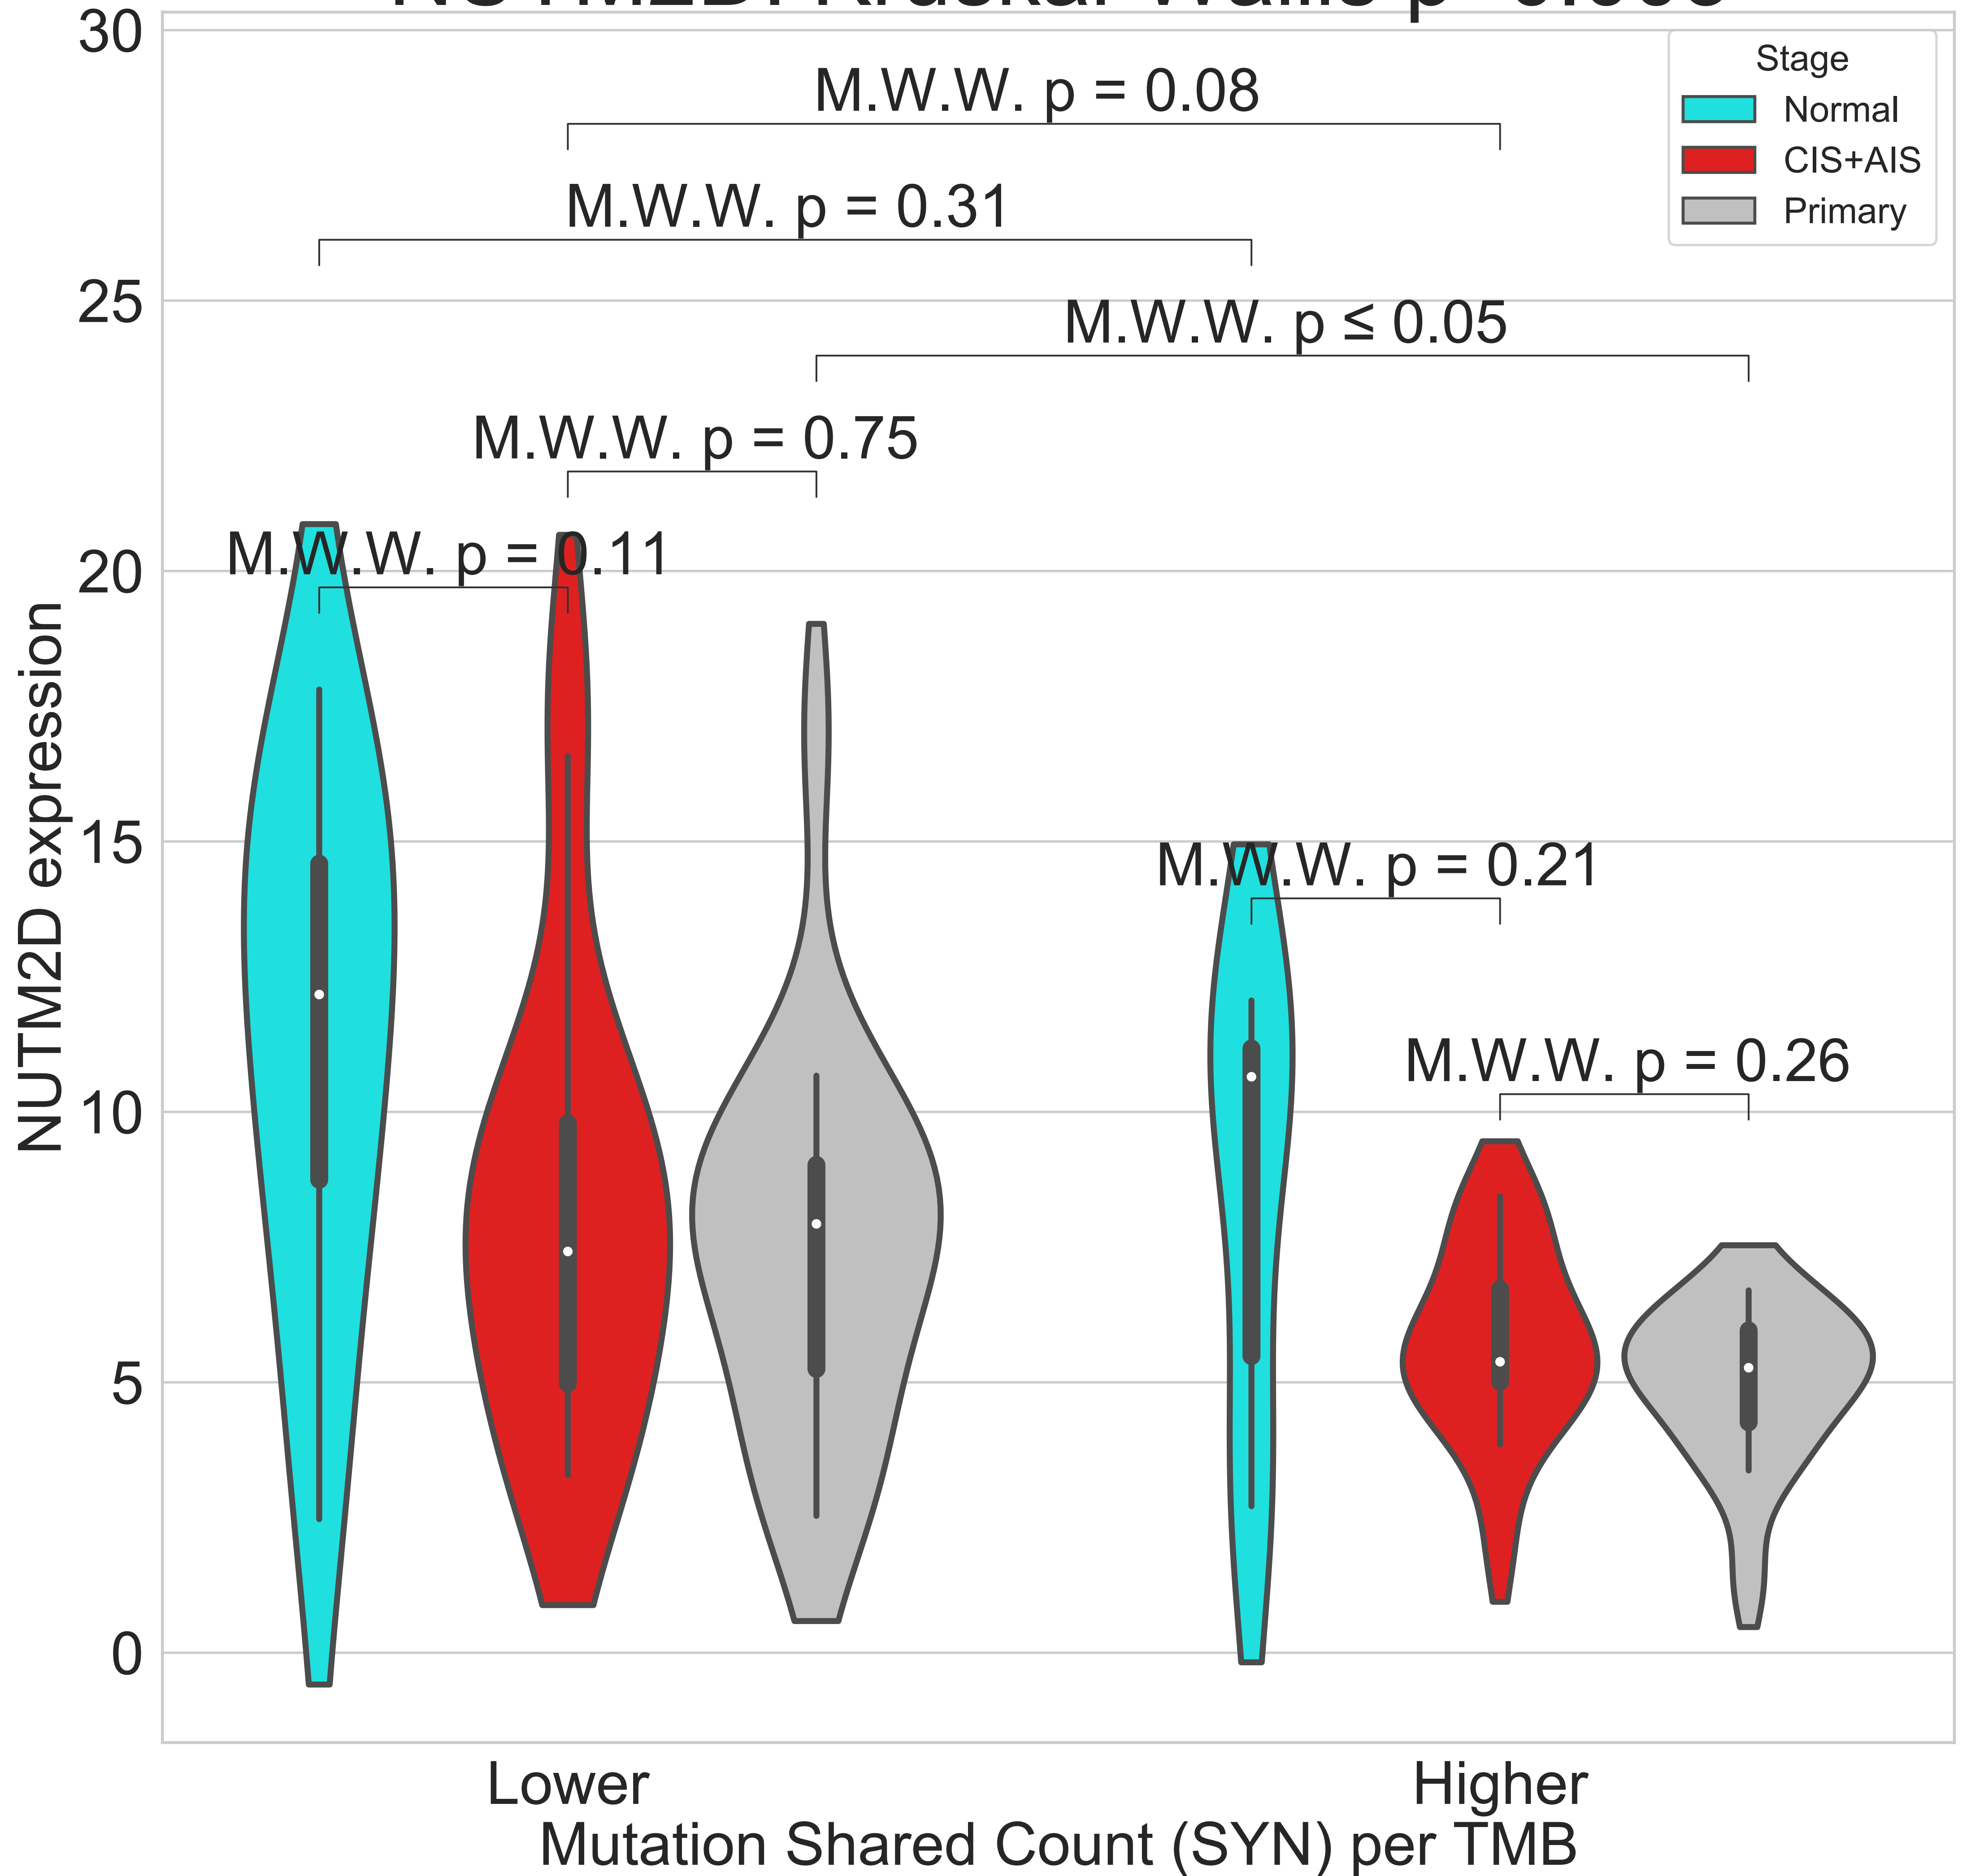 30
M.W.W. p = 0.08
Stage
Normal
CIS+AIS
Primary
M.W.W. p = 0.31
25
M.W.W. p ≤ 0.05
M.W.W. p = 0.75
M.W.W. p = 0.11
20
15
M.W.W. p = 0.21
M.W.W. p = 0.26
10
5
0
NUTM2D expression
Lower
Higher
Mutation Shared Count (SYN) per TMB